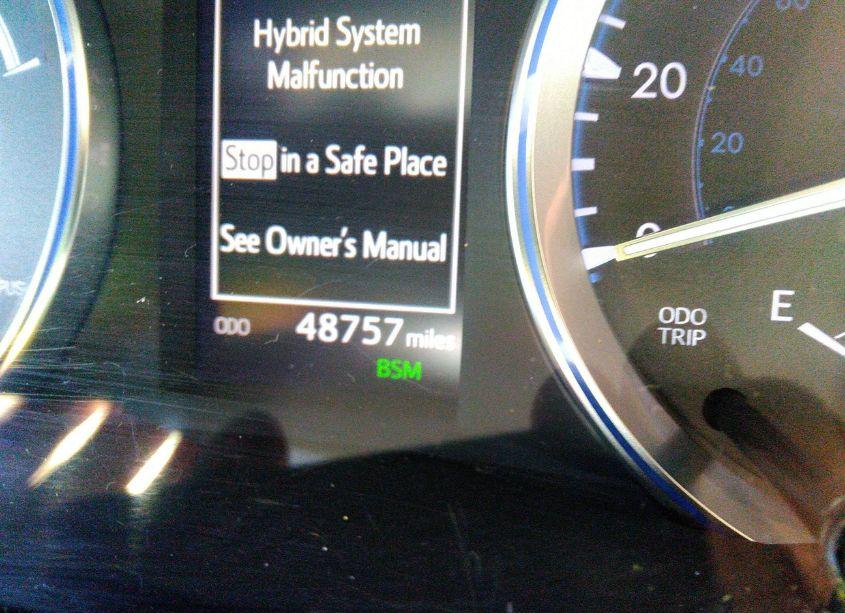 Hybrid System
Malfunction
Stop in a Safe Place
See Owner's Manual
ODO 48757 miles
BSM
20
0
40
20
ODO
TRIP
E